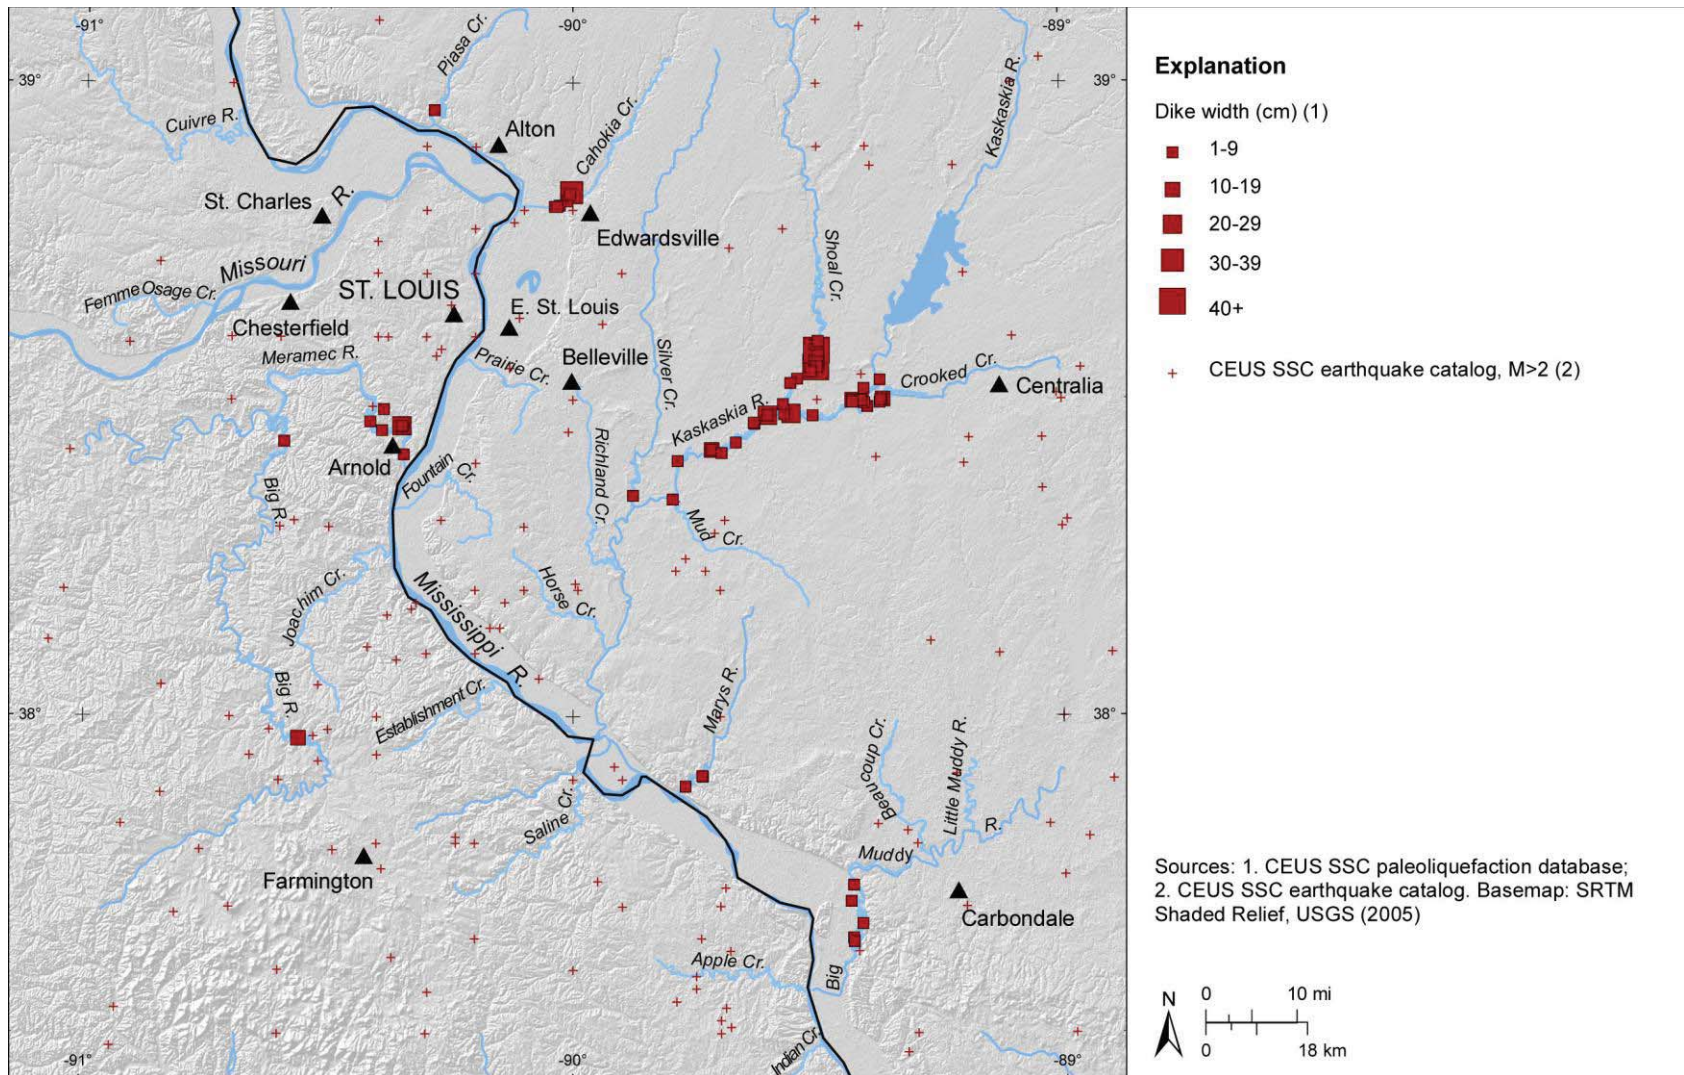 -91°
-90°
-89°
39°
39°
Piasa Cr.
Kaskaskia R.
Cuivre R.
Alton
Cahokia Cr.
St. Charles
R.
Edwardsville
Shoal Cr.
Missouri
Femme Osage Cr.
ST. LOUIS
E. St. Louis
Chesterfield
Meramec R.
Prairie Cr.
Belleville
Silver Cr.
Crooked Cr.
Centralia
Kaskaskia R.
Arnold
Fountain Cr.
Richland Cr.
Big R.
Mud Cr.
Joachim Cr.
Horse Cr.
Mississippi R.
Big R.
Establishment Cr.
Marys R.
38°
38°
Beaucoup Cr.
Little Muddy R.
R.
Saline Cr.
Muddy
Farmington
Carbondale
Apple Cr.
Big
Indian Cr.
-91°
-90°
-89°
Explanation
Dike width (cm) (1)
1-9
10-19
20-29
30-39
40+
CEUS SSC earthquake catalog, M>2 (2)
Sources: 1. CEUS SSC paleoliquefaction database;
2. CEUS SSC earthquake catalog. Basemap: SRTM
Shaded Relief, USGS (2005)
N
0 10 mi
0 18 km